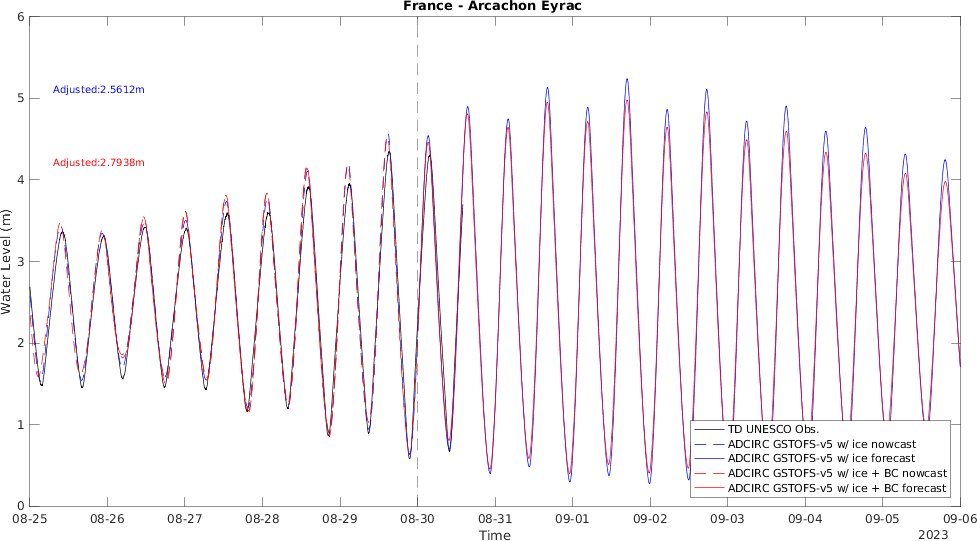 France - Arcachon Eyrac
6
5
4
3
2
1
0
Water Level (m)
Adjusted:2.5612m
Adjusted:2.7938m
TD UNESCO Obs.
ADCIRC GSTOFS-v5 w/ ice nowcast
ADCIRC GSTOFS-v5 w/ ice forecast
ADCIRC GSTOFS-v5 w/ ice + BC nowcast
ADCIRC GSTOFS-v5 w/ ice + BC forecast
08-25 08-26 08-27 08-28 08-29 08-30 08-31 09-01 09-02 09-03 09-04 09-05 09-06
Time
2023